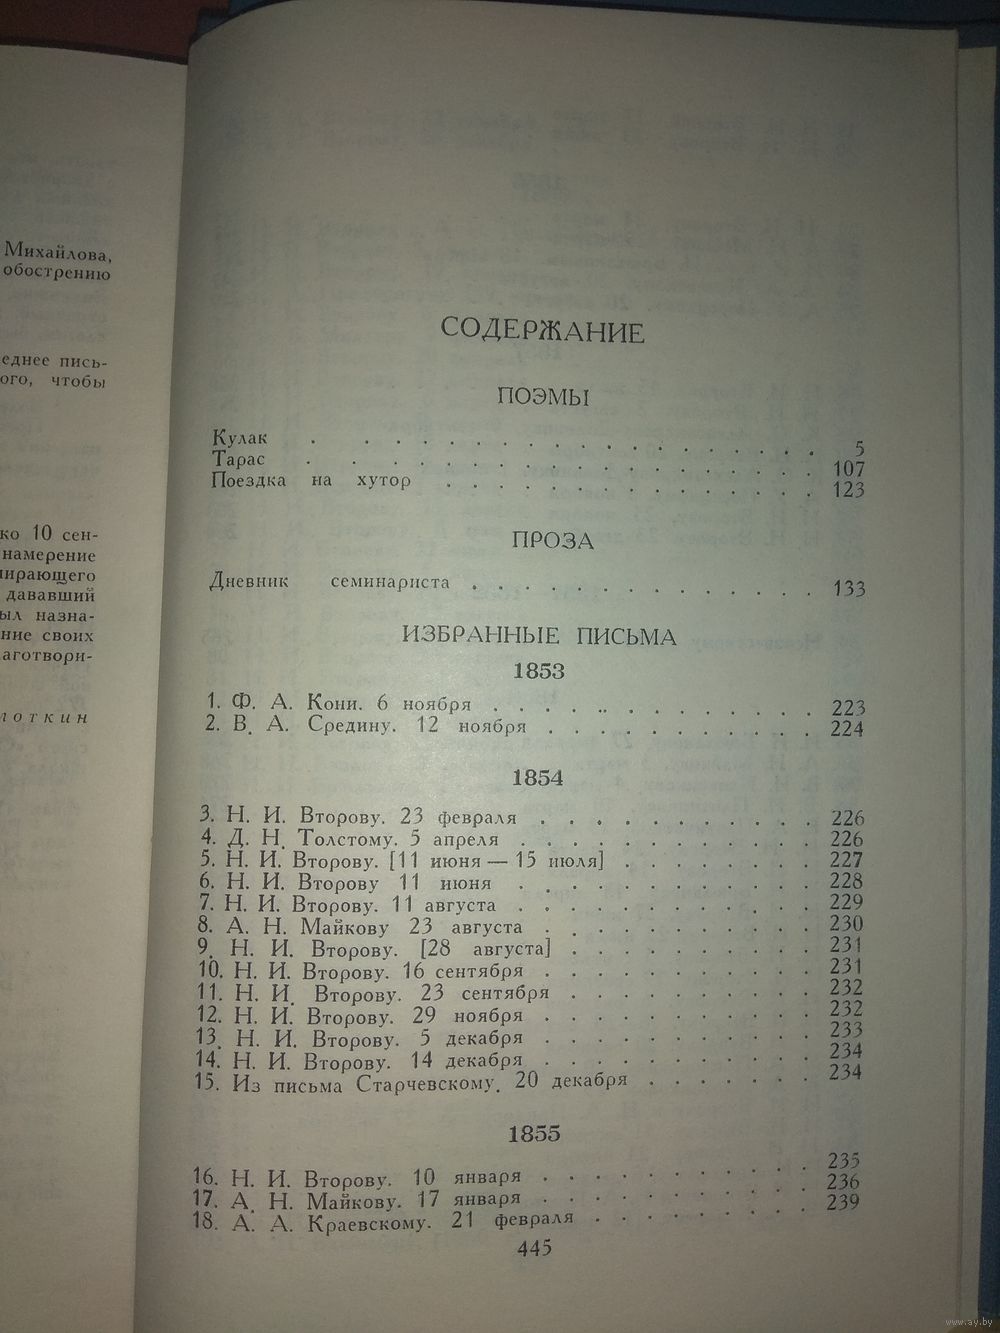 Михайлова,
обострению
еднее пись-
ого, чтобы
ко 10 сен-
намерение
мирающего
дававший
ыл назна-
ние своих
аготвори-
лоткин
СОДЕРЖАНИЕ
ПОЭМЫ
Кулак . . . . . . . . . . . . . . . . . . 5
Тарас . . . . . . . . . . . . . . . . . . 107
Поездка на хутор . . . . . . . . . . . . . . 123
ПРОЗА
Дневник семинариста . . . . . . . . . . . . . 133
ИЗБРАННЫЕ ПИСЬМА
1853
1. Ф. А. Кони. 6 ноября . . . . . . . . . . . . . 223
2. В. А. Средину. 12 ноября . . . . . . . . . . 224
1854
3. Н. И. Второву. 23 февраля . . . . . . . . . . . 226
4. Д. Н. Толстому. 5 апреля . . . . . . . . . . . 226
5. Н. И. Второву. [11 июня — 15 июля] . . . . . . . . 227
6. Н. И. Второву 11 июня . . . . . . . . . . . 228
7. Н. И. Второву. 11 августа . . . . . . . . . . . 229
8. А. Н. Майкову 23 августа . . . . . . . . . . 230
9. Н. И. Второву. [28 августа] . . . . . . . . . 231
10. Н. И. Второву. 16 сентября . . . . . . . . . . 231
11. Н. И. Второву. 23 сентября . . . . . . . . . 232
12. Н. И. Второву. 29 ноября . . . . . . . . . . 232
13. Н. И. Второву. 5 декабря . . . . . . . . . . 233
14. Н. И. Второву. 14 декабря . . . . . . . . . . 234
15. Из письма Старчевскому. 20 декабря . . . . . . . 234
1855
16. Н. И. Второву. 10 января . . . . . . . . . . 235
17. А. Н. Майкову. 17 января . . . . . . . . . . 236
18. А. А. Краевскому. 21 февраля . . . . . . . . . 239
445
www.ay.by